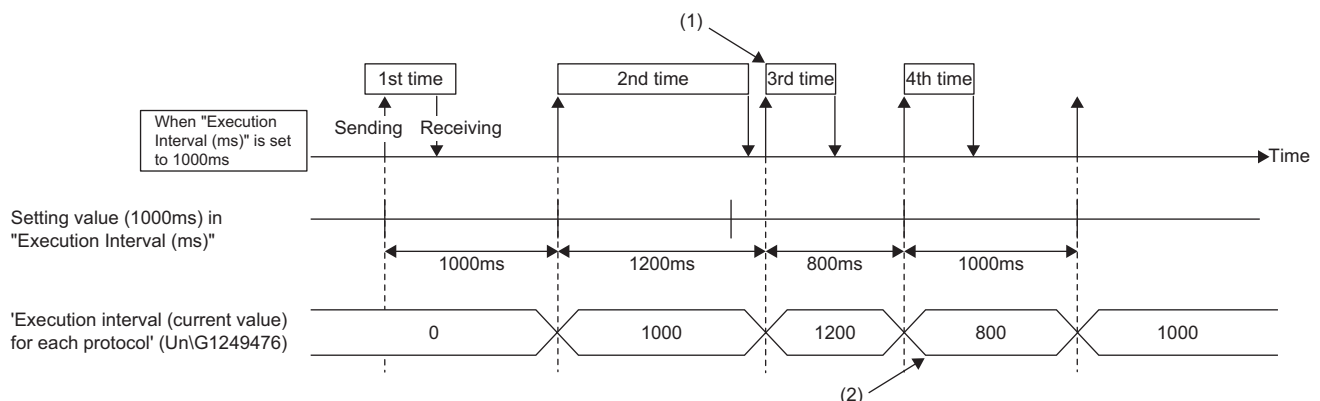 (1)
1st time
2nd time
3rd time
4th time
When "Execution
Interval (ms)" is set
to 1000ms
Sending
Receiving
Time
Setting value (1000ms) in
"Execution Interval (ms)"
1000ms
1200ms
800ms
1000ms
'Execution interval (current value)
for each protocol' (Un\G1249476)
0
1000
1200
800
1000
(2)